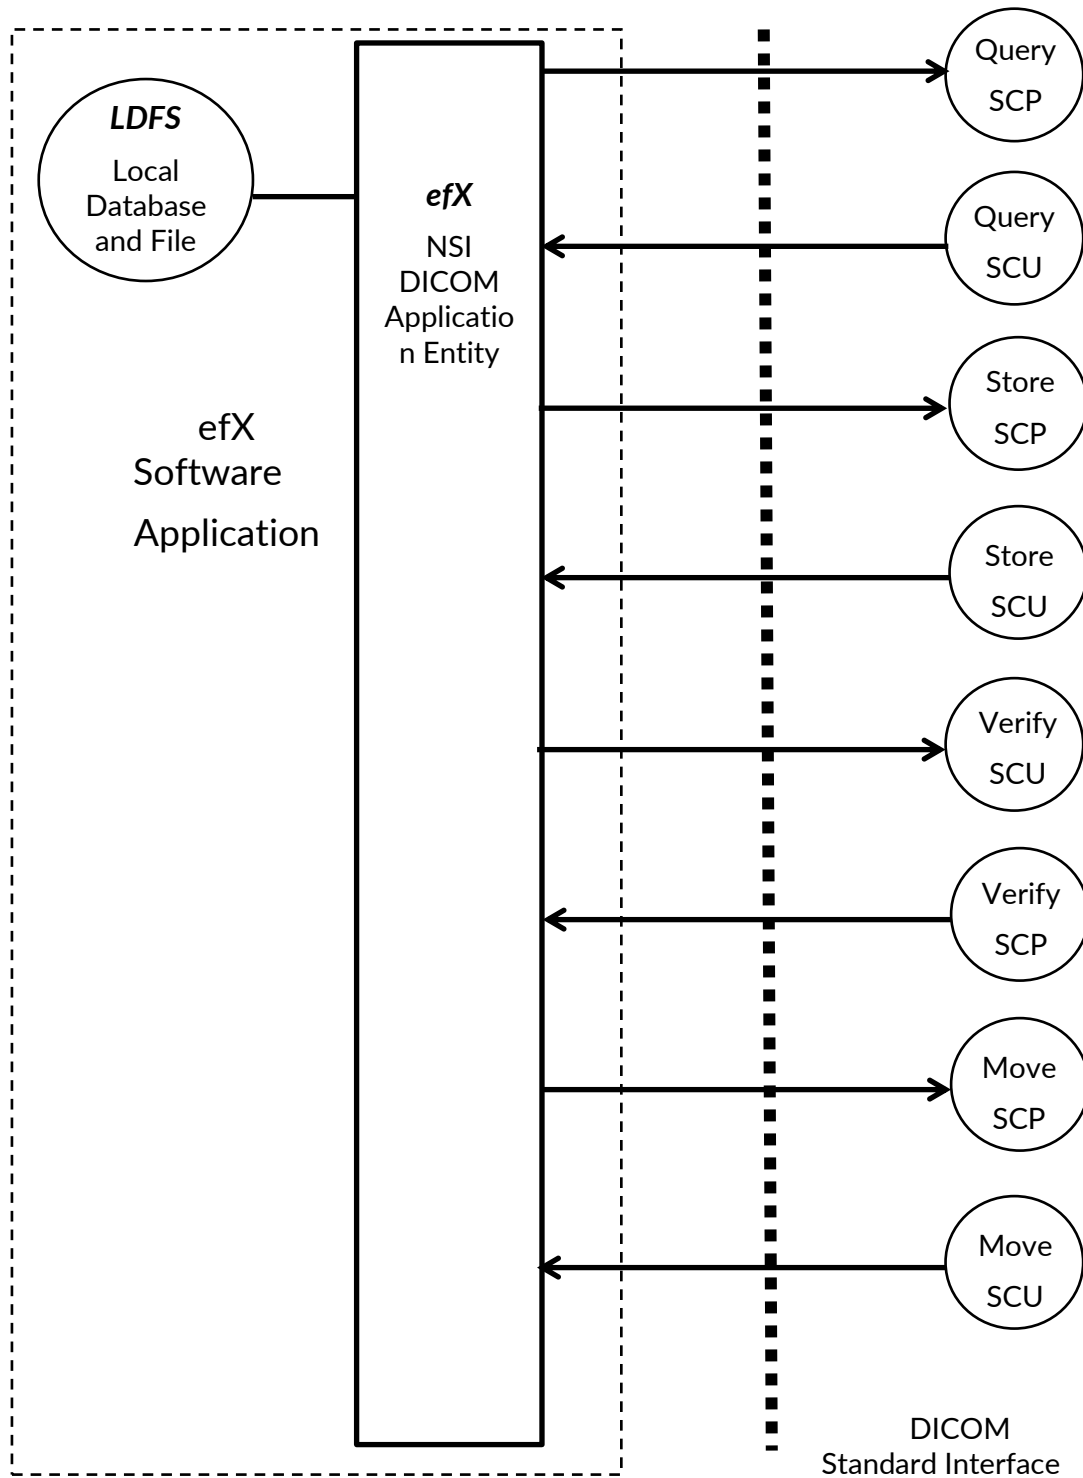 LDFS
Local
Database
and File
efX
NSI
DICOM
Applicatio
n Entity
efX
Software
Application
Query
SCP
Query
SCU
Store
SCP
Store
SCU
Verify
SCU
Verify
SCP
Move
SCP
Move
SCU
DICOM
Standard Interface